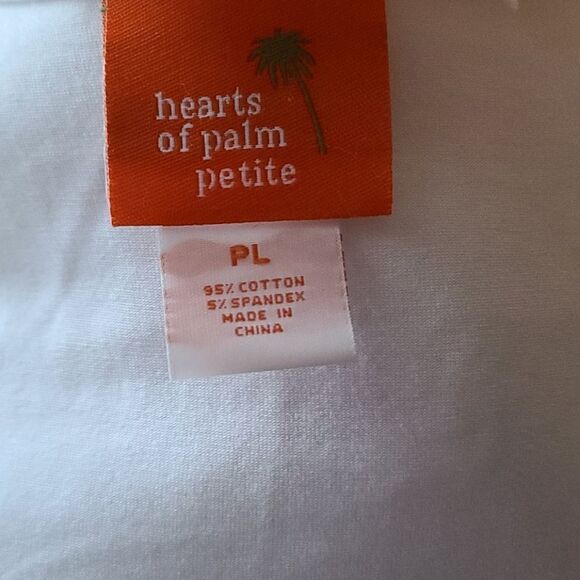 hearts
of palm
petite
PL
95% COTTON
5% SPANDEX
MADE IN
CHINA